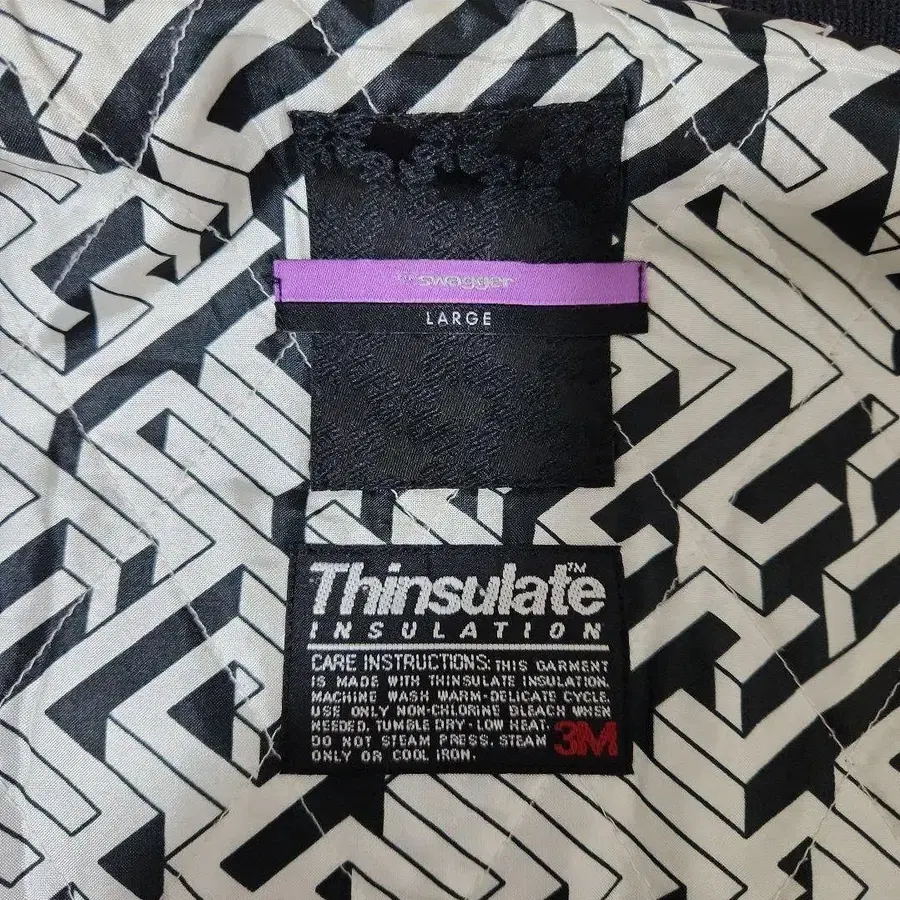 swagger
LARGE
Thinsulate™
INSULATION
CARE INSTRUCTIONS: THIS GARMENT
IS MADE WITH THINSULATE INSULATION.
MACHINE WASH WARM-DELICATE CYCLE.
USE ONLY NON-CHLORINE BLEACH WHEN
NEEDED. TUMBLE DRY-LOW HEAT.
DO NOT STEAM PRESS. STEAM
ONLY OR COOL IRON.
3M